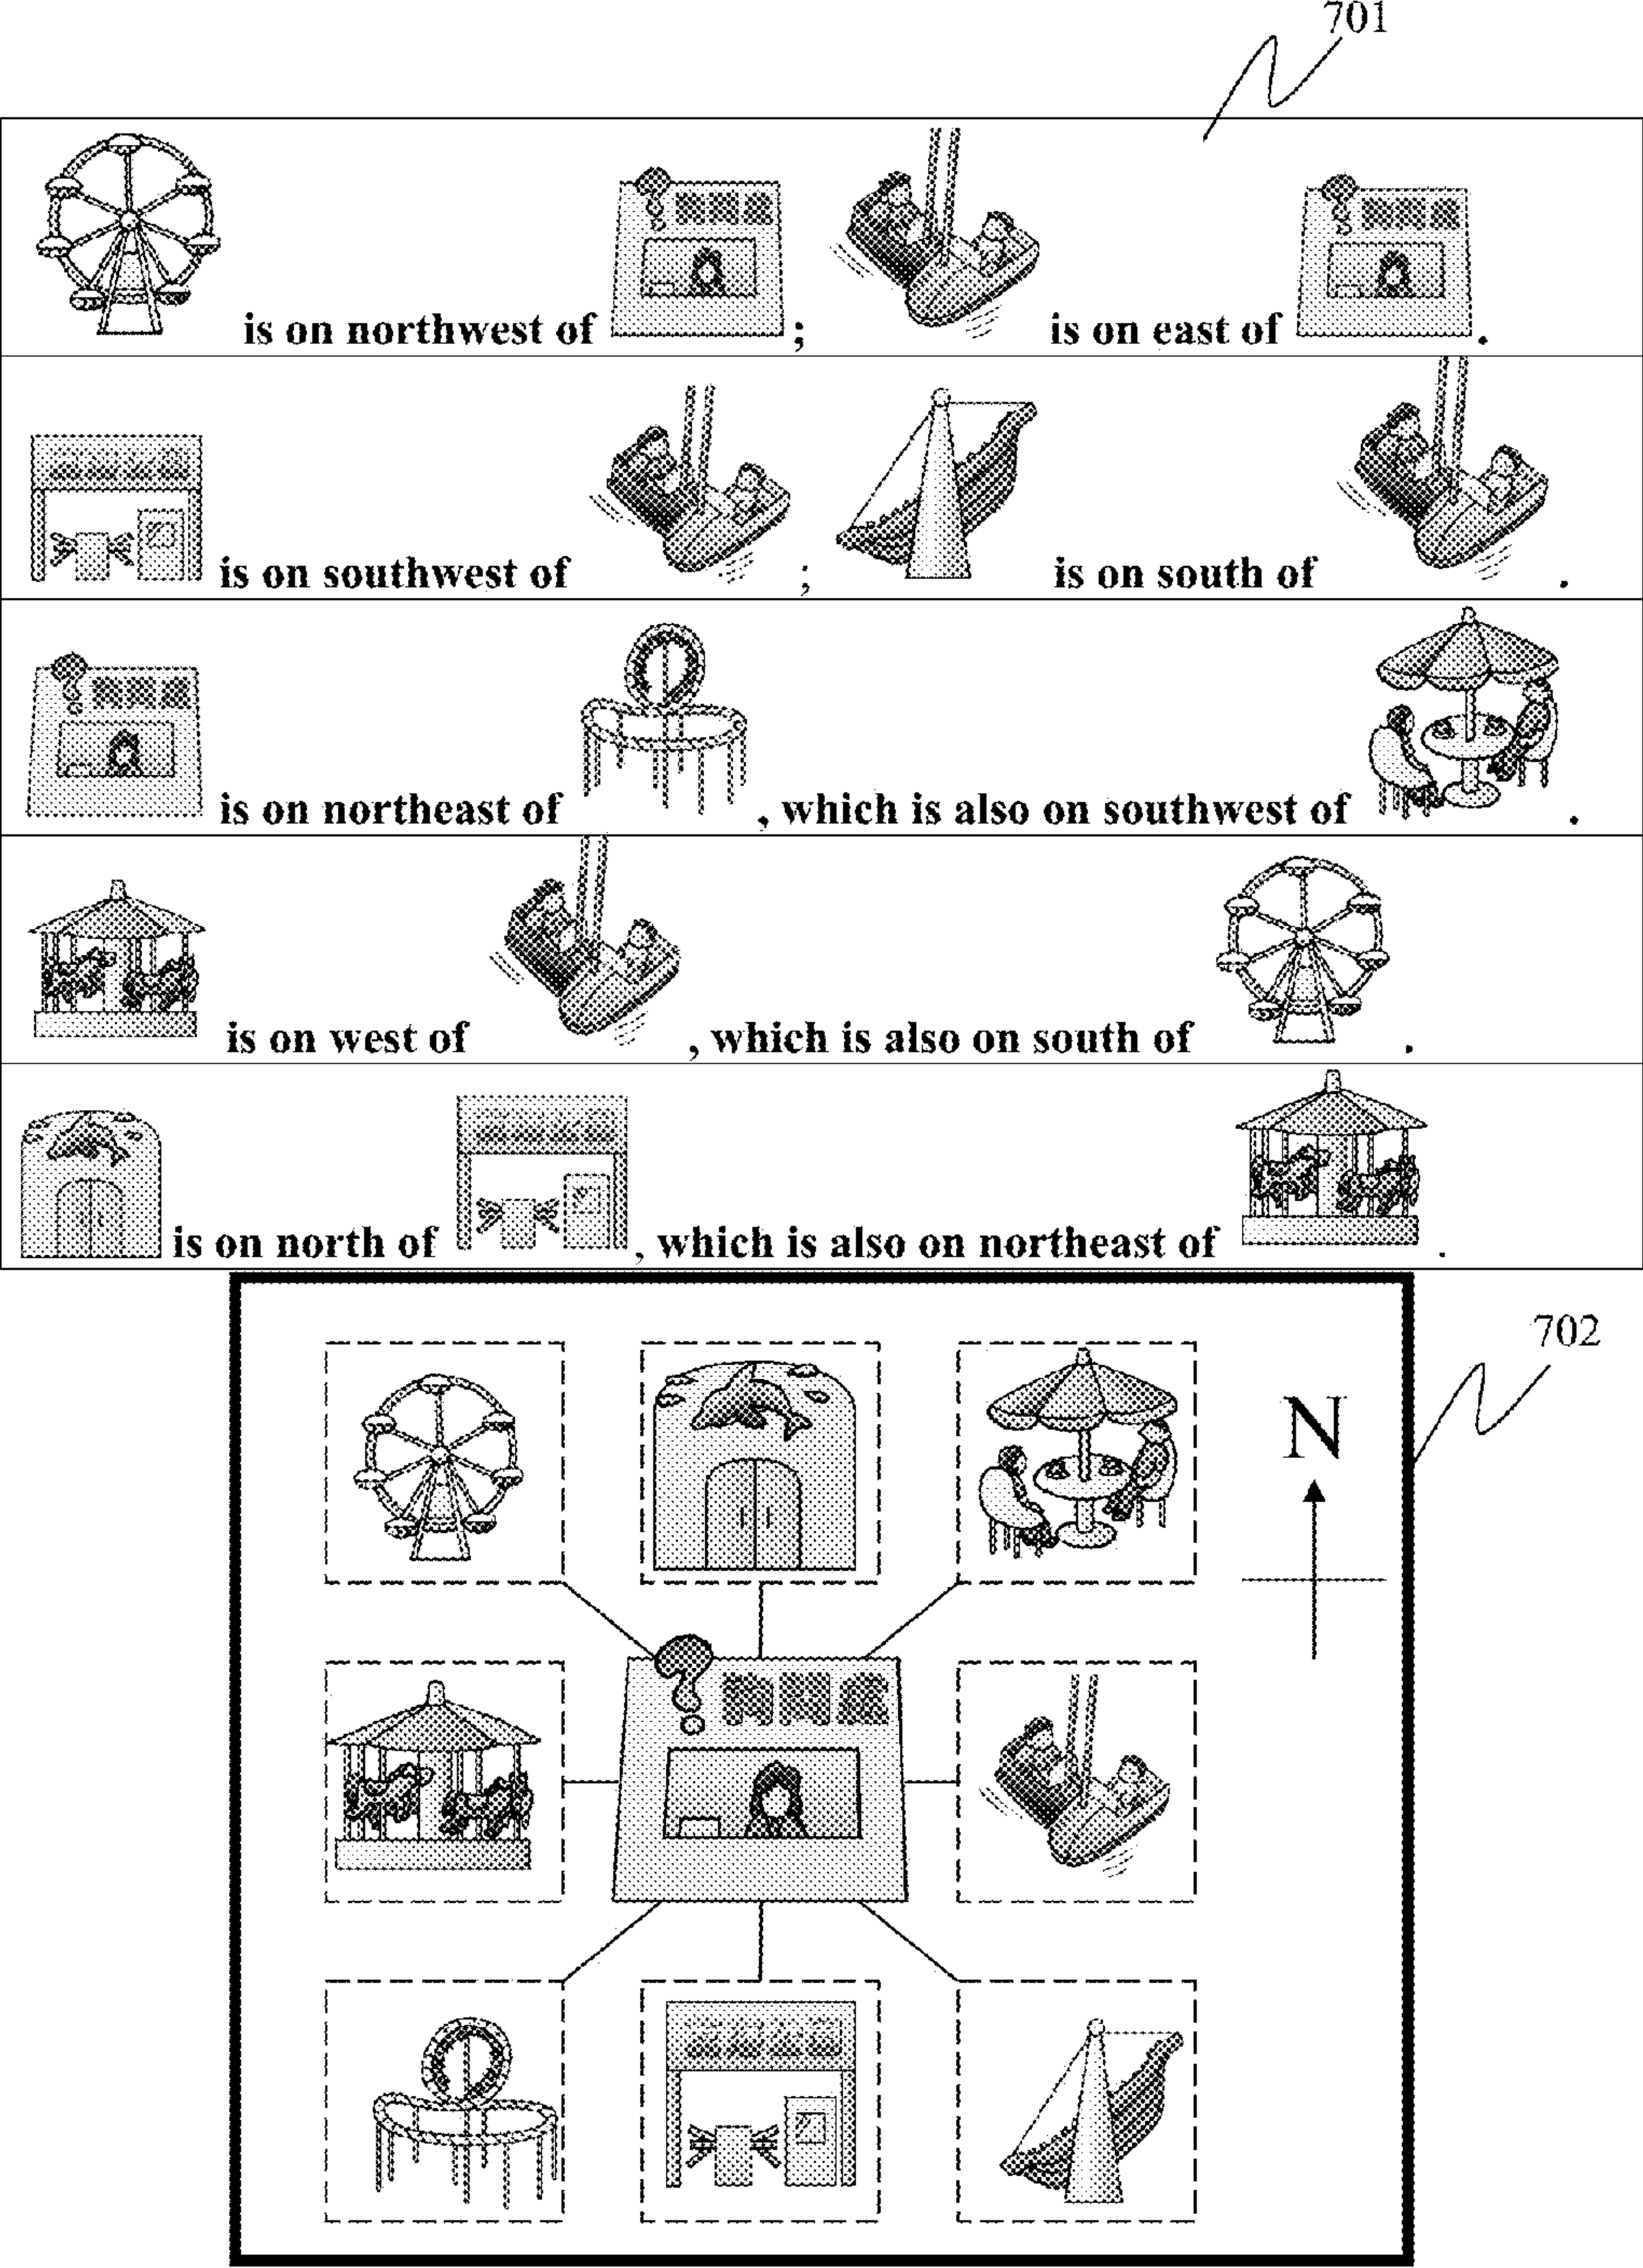 701
is on northwest of ; is on east of .
is on southwest of ; is on south of .
is on northeast of , which is also on southwest of .
is on west of , which is also on south of .
is on north of , which is also on northeast of .
702
N